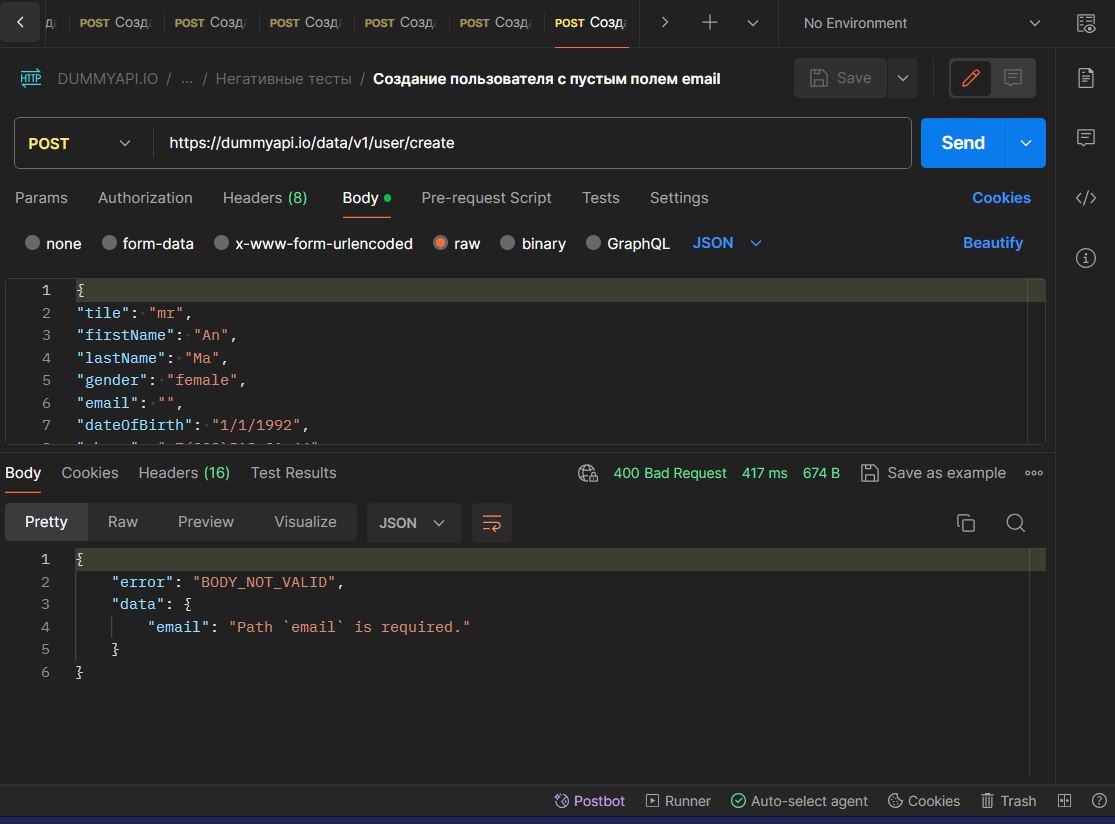 POST Созд
POST Созд
POST Созд
POST Созд
POST Созд
POST Созд
No Environment
HTTP
DUMMYAPI.IO / ... / Негативные тесты / Создание пользователя с пустым полем email
Save
POST
https://dummyapi.io/data/v1/user/create
Send
Params Authorization Headers (8) Body Pre-request Script Tests Settings Cookies
none form-data x-www-form-urlencoded raw binary GraphQL JSON Beautify
1 {
2 "tile": "mr",
3 "firstName": "An",
4 "lastName": "Ma",
5 "gender": "female",
6 "email": "",
7 "dateOfBirth": "1/1/1992",
Body Cookies Headers (16) Test Results 400 Bad Request 417 ms 674 B Save as example
Pretty Raw Preview Visualize JSON
1 {
2 "error": "BODY_NOT_VALID",
3 "data": {
4 "email": "Path `email` is required."
5 }
6 }
Postbot Runner Auto-select agent Cookies Trash